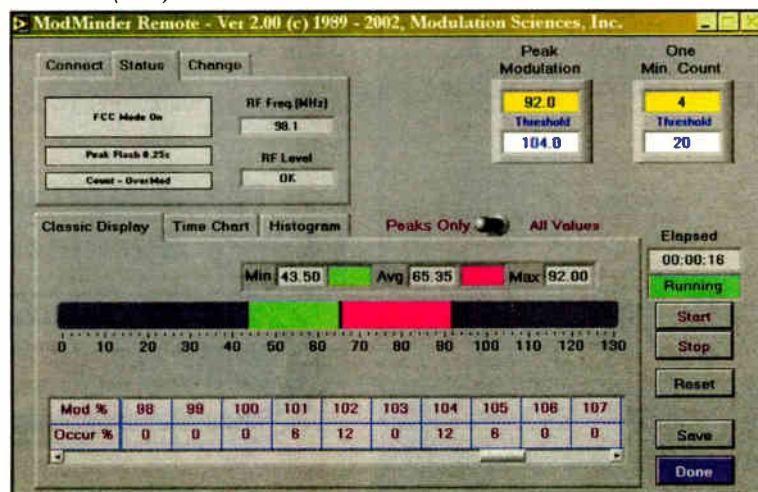 ModMinder Remote - Ver 2.00 (c) 1989 - 2002, Modulation Sciences, Inc.
Connect Status Change
FCC Mode On
Peak Flash 0.25s
Count - OverMod
RF Freq (MHz)
98.1
RF Level
OK
Peak Modulation
92.0
Threshold
104.0
One Min. Count
4
Threshold
20
Classic Display Time Chart Histogram Peaks Only All Values
Min 43.50 Avg 65.35 Max 92.00
0 10 20 30 40 50 60 70 80 90 100 110 120 130
Mod % 98 99 100 101 102 103 104 105 106 107
Occur % 0 0 0 6 12 0 12 6 0 0
Elapsed
00:00:16
Running
Start
Stop
Reset
Save
Done